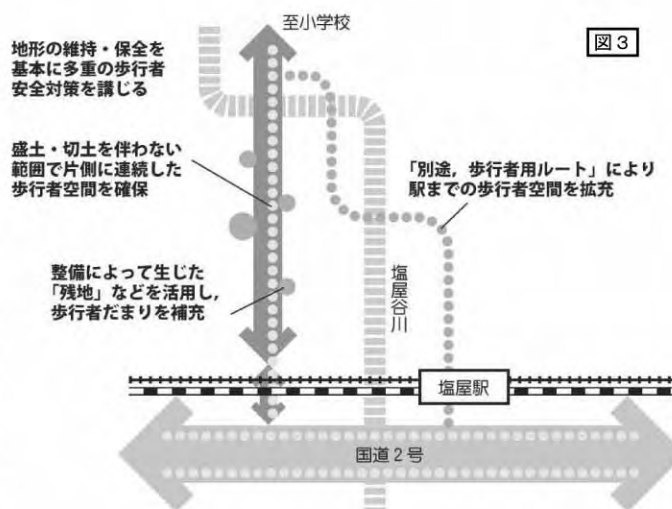 至小学校
図3
地形の維持・保全を
基本に多重の歩行者
安全対策を講じる
盛土・切土を伴わない
範囲で片側に連続した
歩行者空間を確保
「別途，歩行者用ルート」により
駅までの歩行者空間を拡充
整備によって生じた
「残地」などを活用し，
歩行者だまりを補充
塩屋谷川
塩屋駅
国道2号